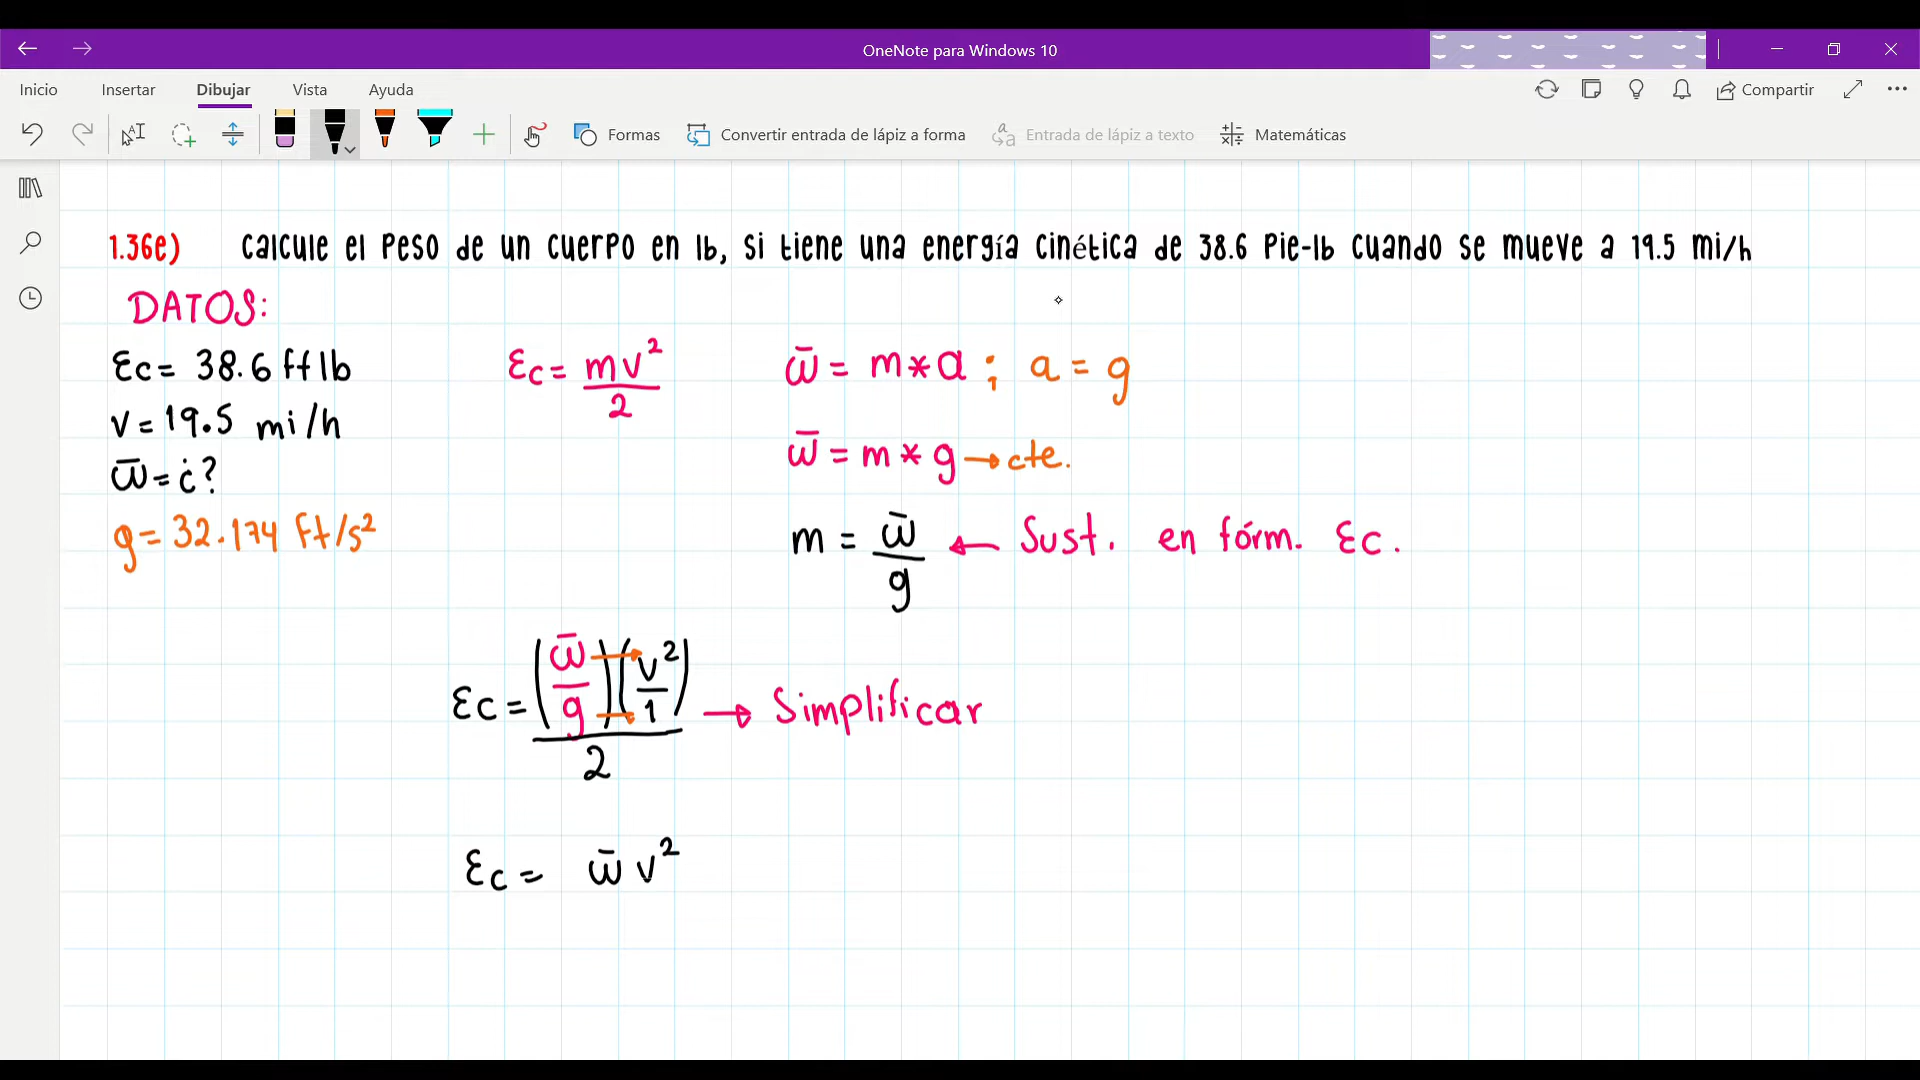 OneNote para Windows 10
Inicio Insertar Dibujar Vista Ayuda Compartir
Formas Convertir entrada de lápiz a forma Entrada de lápiz a texto Matemáticas
1.36e) Calcule el peso de un cuerpo en lb, si tiene una energía cinética de 38.6 Pie-lb cuando se mueve a 19.5 mi/h
DATOS:
Ec = 38.6 ft lb
v = 19.5 mi/h
w̄ = ¿?
g = 32.174 ft/s²
Ec = mv²/2
w̄ = m*a ; a = g
w̄ = m*g → cte.
m = w̄/g ← Sust. en fórm. Ec.
Ec = (w̄/g)(v²/1)/2 → Simplificar
Ec = w̄v²